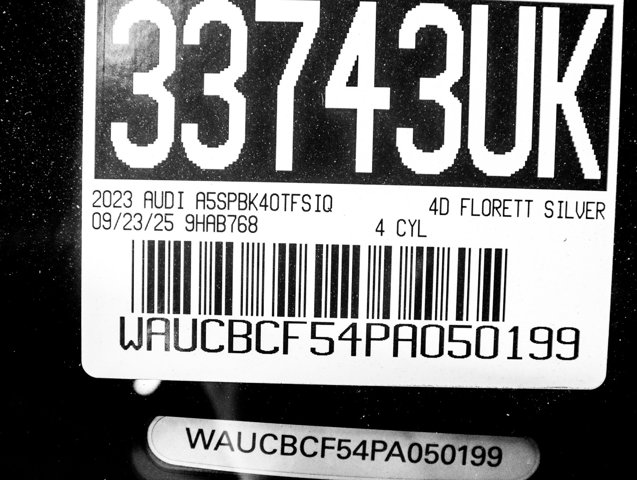 33743UK
2023 AUDI A5SPBK40TFSIQ 4D FLORETT SILVER
09/23/25 9HAB768 4 CYL
WAUCBCF54PA050199
WAUCBCF54PA050199